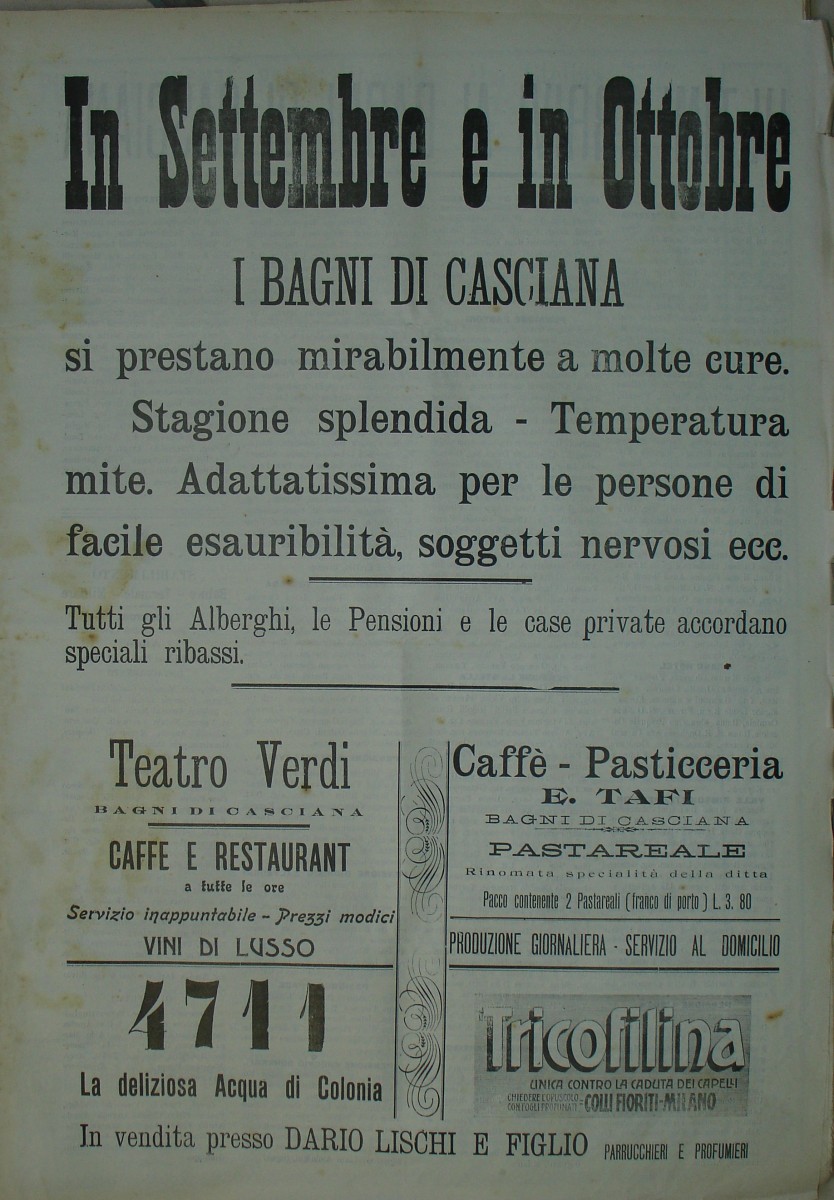 In Settembre e in Ottobre
I BAGNI DI CASCIANA
si prestano mirabilmente a molte cure.
Stagione splendida - Temperatura
mite. Adattatissima per le persone di
facile esauribilità, soggetti nervosi ecc.
Tutti gli Alberghi, le Pensioni e le case private accordano
speciali ribassi.
Teatro Verdi
BAGNI DI CASCIANA
CAFFE E RESTAURANT
a tutte le ore
Servizio inappuntabile - Prezzi modici
VINI DI LUSSO
4711
La deliziosa Acqua di Colonia
Caffè - Pasticceria
E. TAFI
BAGNI DI CASCIANA
PASTAREALE
Rinomata specialità della ditta
Pacco contenente 2 Pastareali (franco di porto) L. 3. 80
PRODUZIONE GIORNALIERA - SERVIZIO AL DOMICILIO
Tricofilina
UNICA CONTRO LA CADUTA DEI CAPELLI
CHIEDERE L'OPUSCOLO
COLLI FIORITI-MILANO
In vendita presso DARIO LISCHI E FIGLIO PARRUCCHIERI E PROFUMIERI